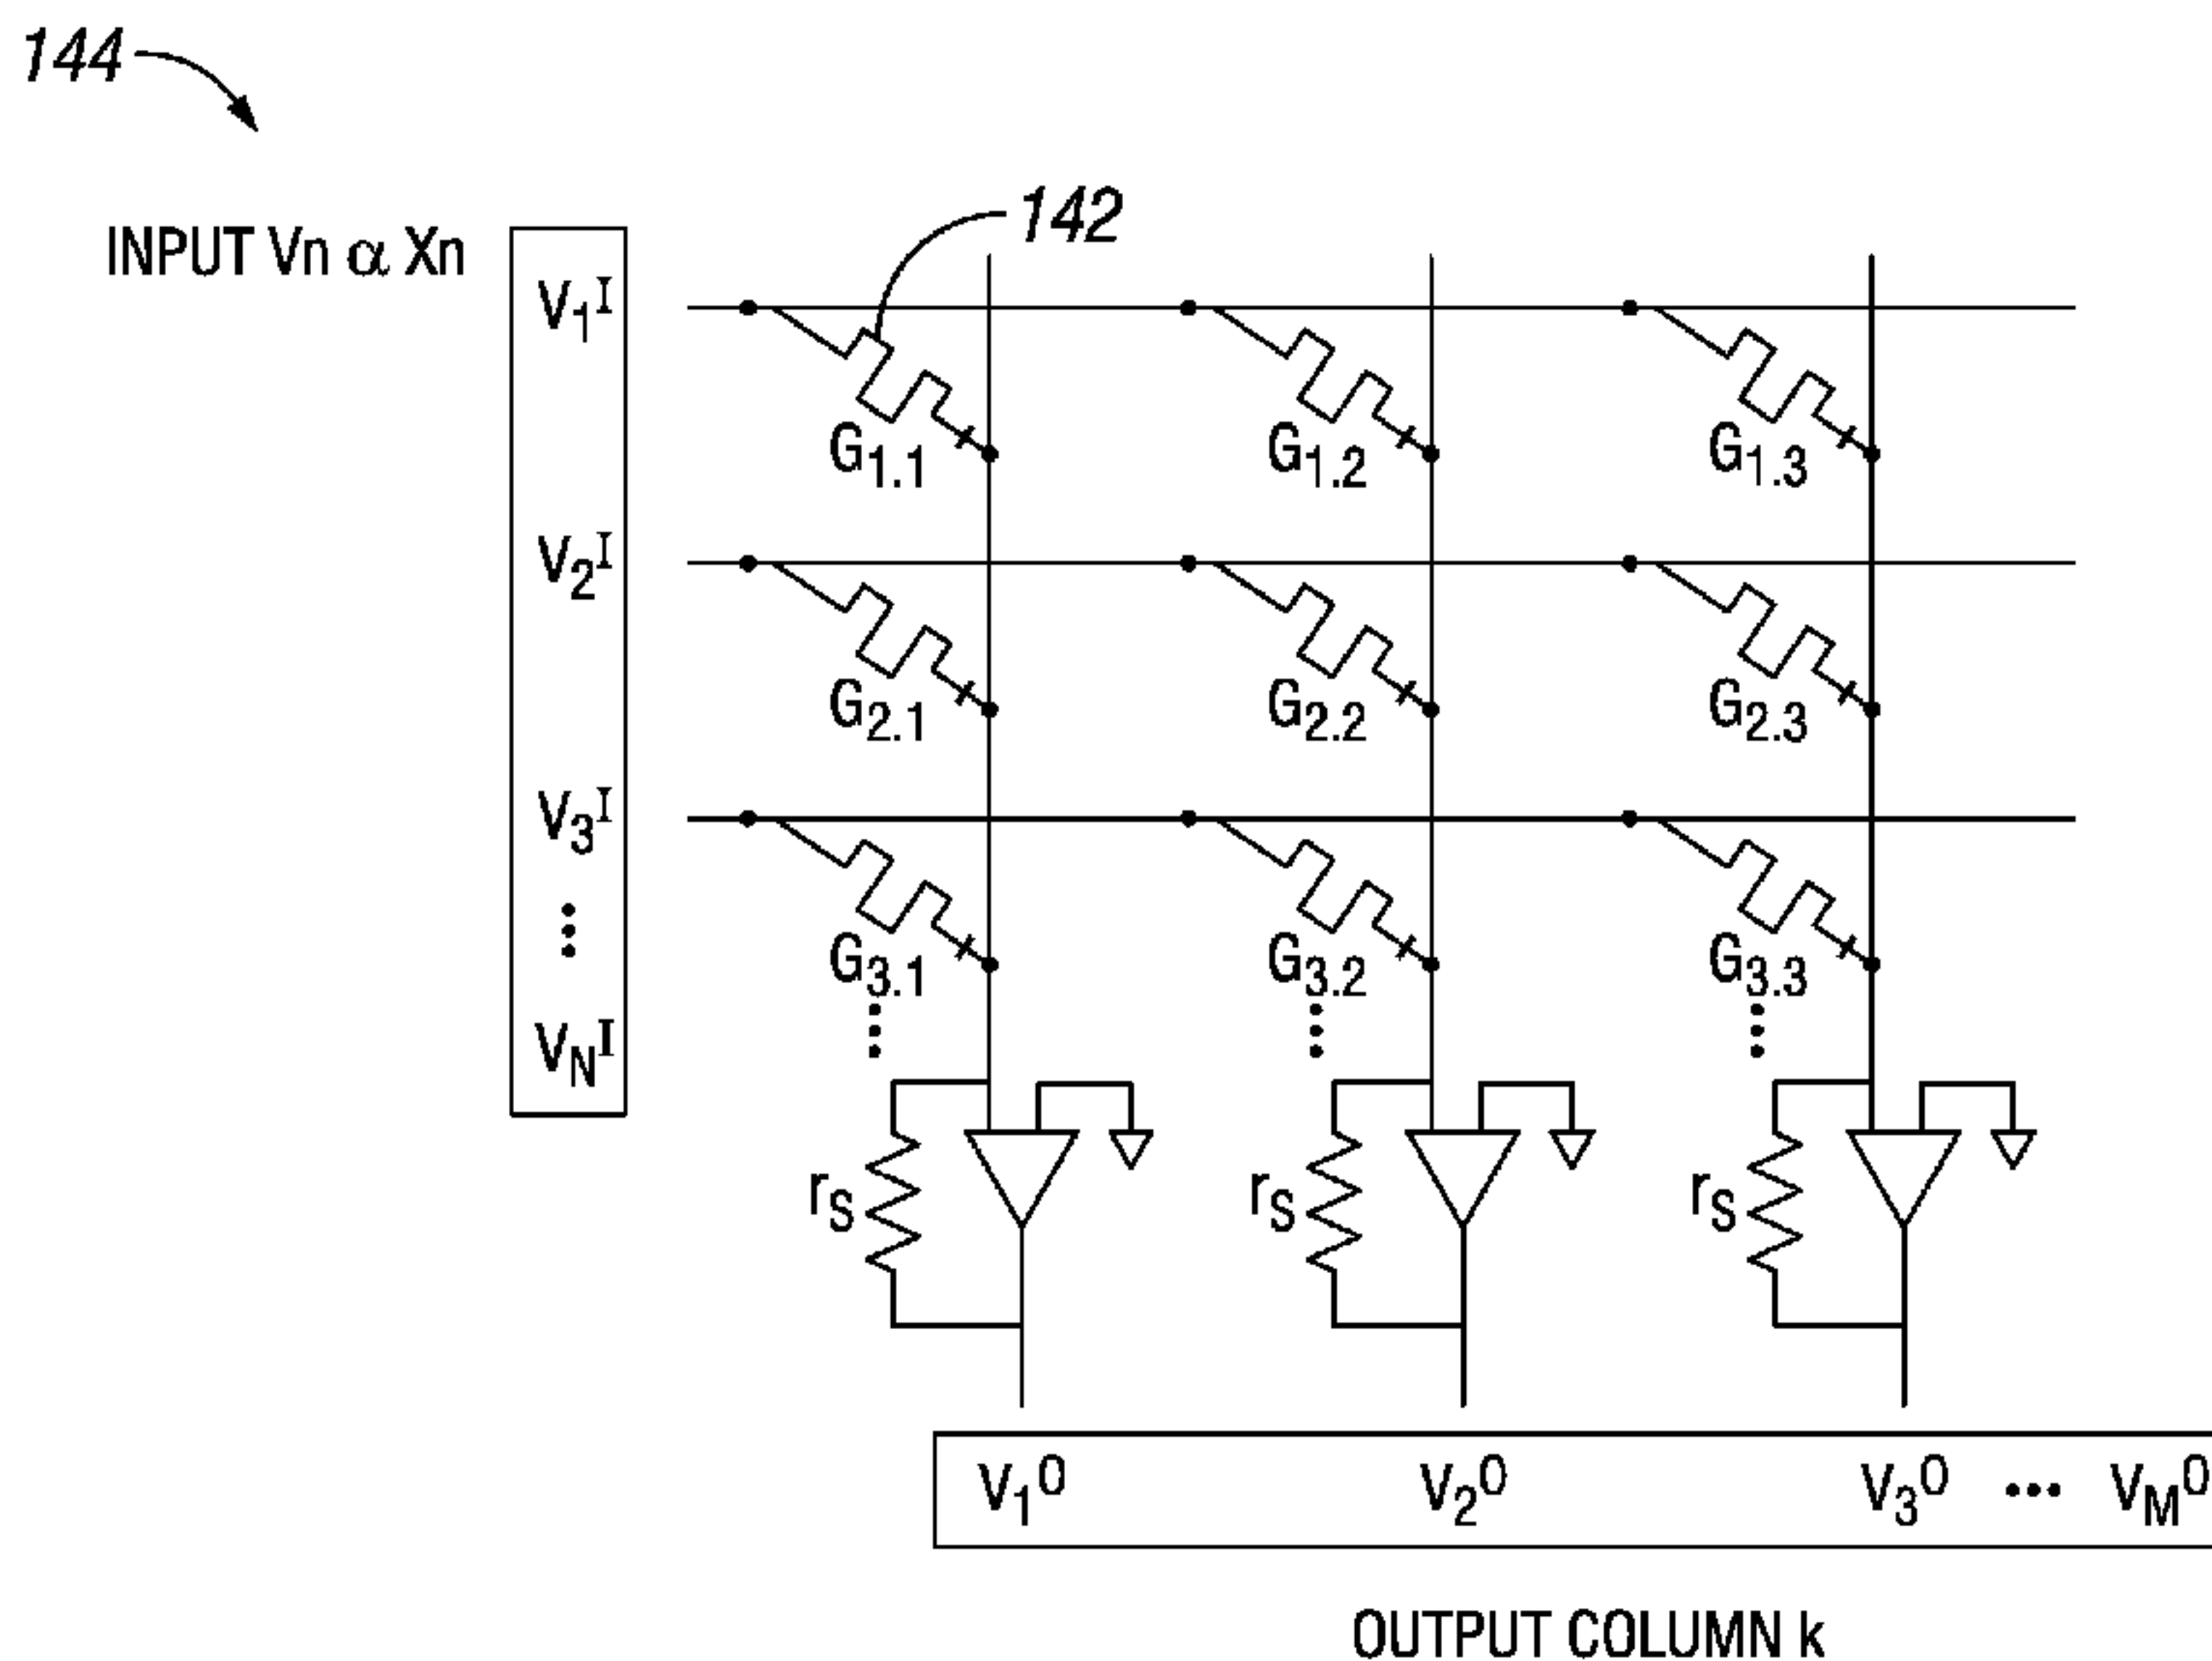 144
142
INPUT Vn α Xn
V1I
V2I
V3I
VNI
G1.1 G1.2 G1.3
G2.1 G2.2 G2.3
G3.1 G3.2 G3.3
rS rS rS
V1O V2O V3O ••• VMO
OUTPUT COLUMN k